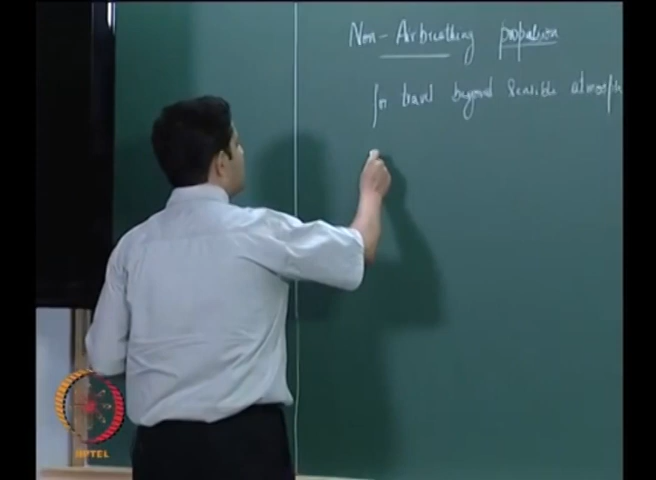 Non-Airbreathing propulsion
for travel beyond sensible atmosph
NPTEL